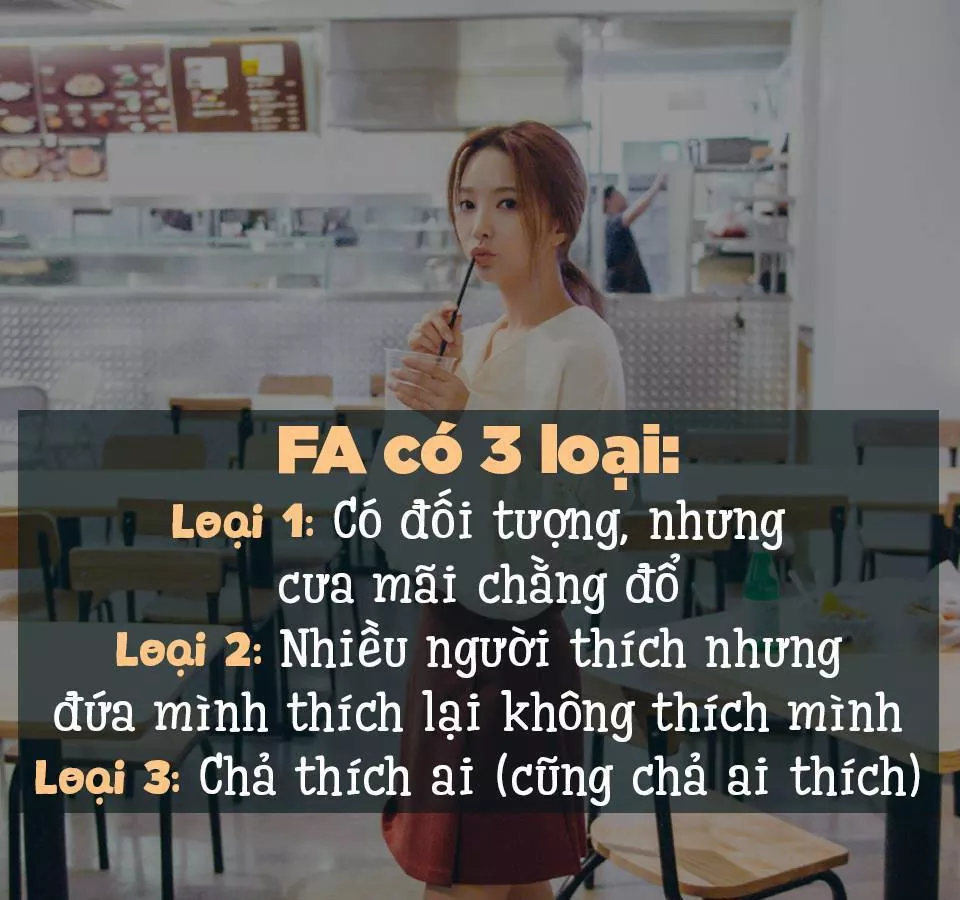 FA có 3 loại:
Loại 1: Có đối tượng, nhưng
cưa mãi chằng đổ
Loại 2: Nhiều người thích nhưng
đứa mình thích lại không thích mình
Loại 3: Chả thích ai (cũng chả ai thích)